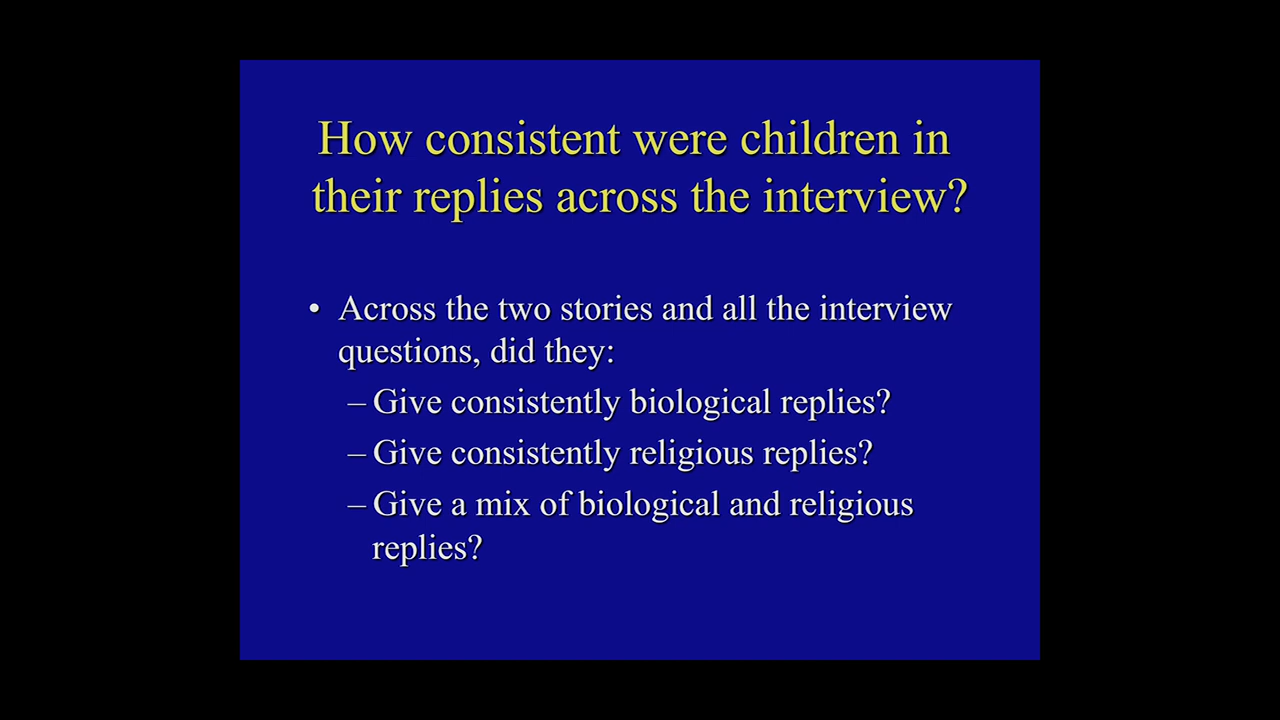 How consistent were children in
their replies across the interview?
• Across the two stories and all the interview
questions, did they:
– Give consistently biological replies?
– Give consistently religious replies?
– Give a mix of biological and religious
replies?